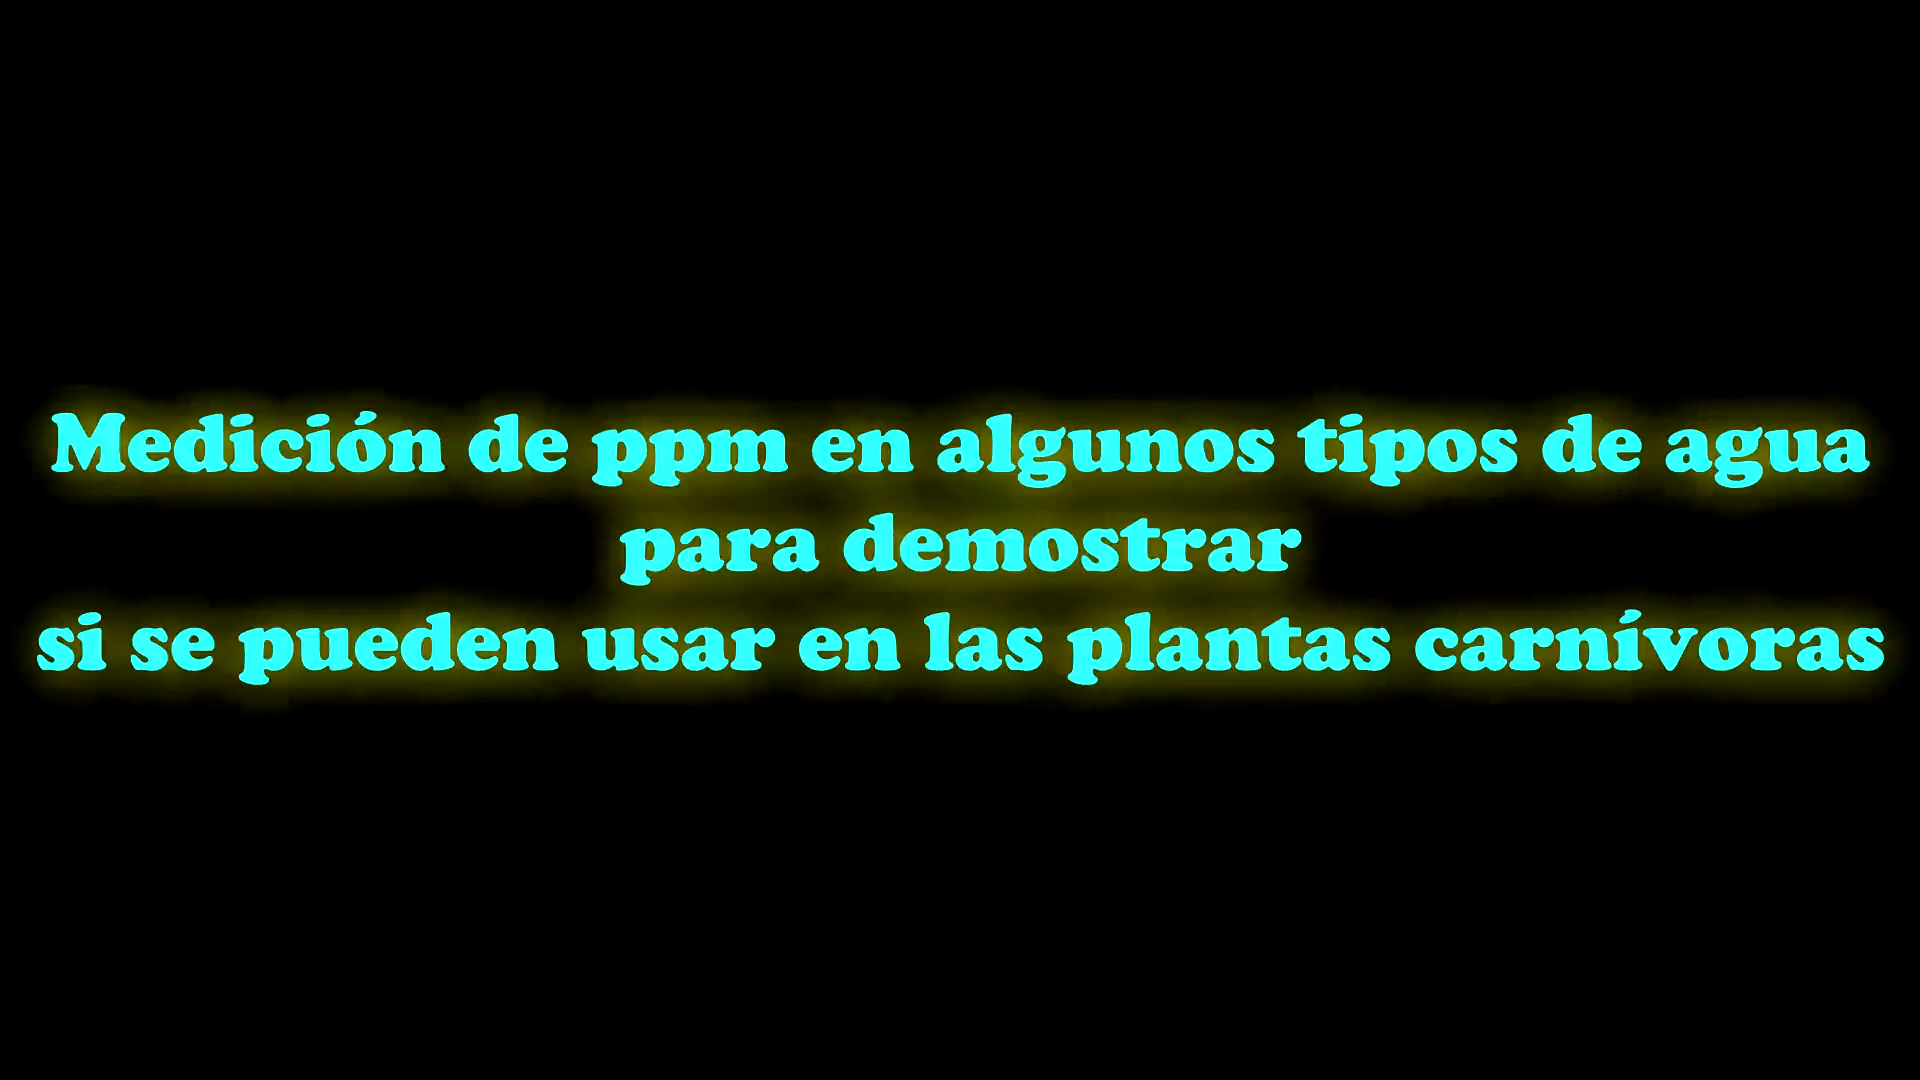 Medición de ppm en algunos tipos de agua
para demostrar
si se pueden usar en las plantas carnívoras